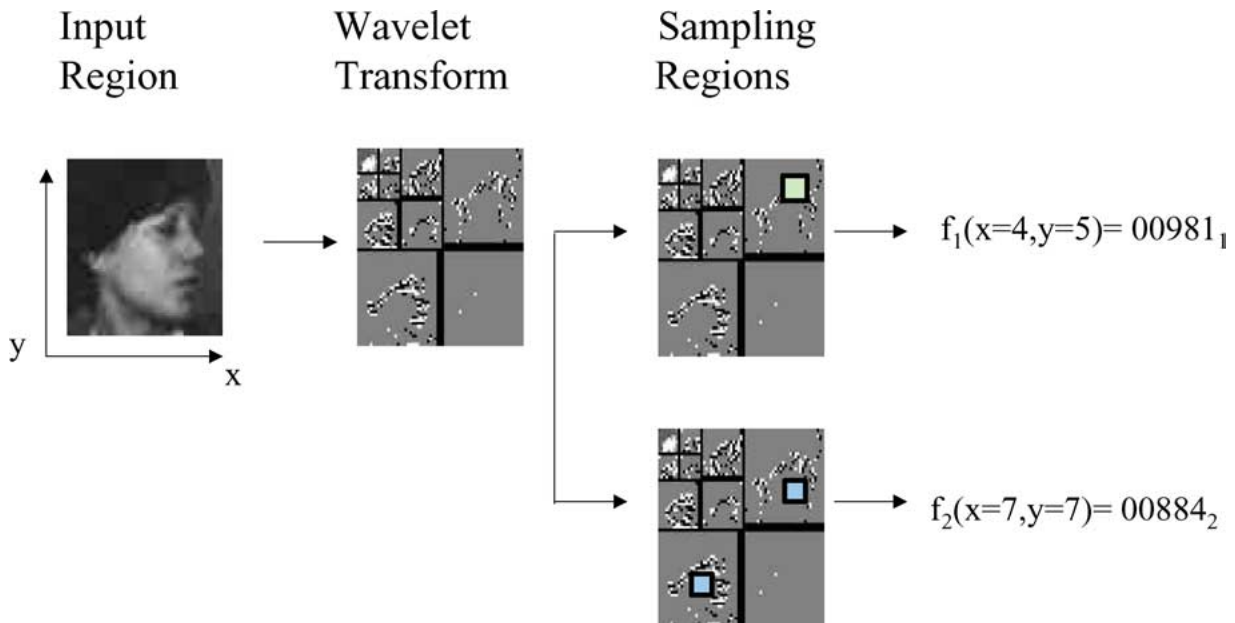 Input
Region
Wavelet
Transform
Sampling
Regions
y
x
f₁(x=4,y=5)= 00981₁
f₂(x=7,y=7)= 00884₂